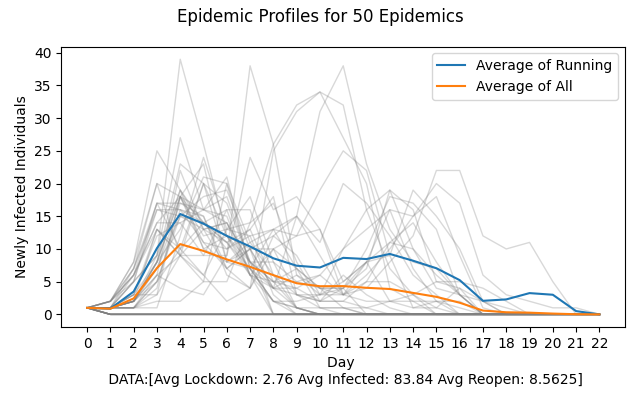 Epidemic Profiles for 50 Epidemics
Newly Infected Individuals
40
35
30
25
20
15
10
5
0
Average of Running
Average of All
0 1 2 3 4 5 6 7 8 9 10 11 12 13 14 15 16 17 18 19 20 21 22
Day
DATA:[Avg Lockdown: 2.76 Avg Infected: 83.84 Avg Reopen: 8.5625]